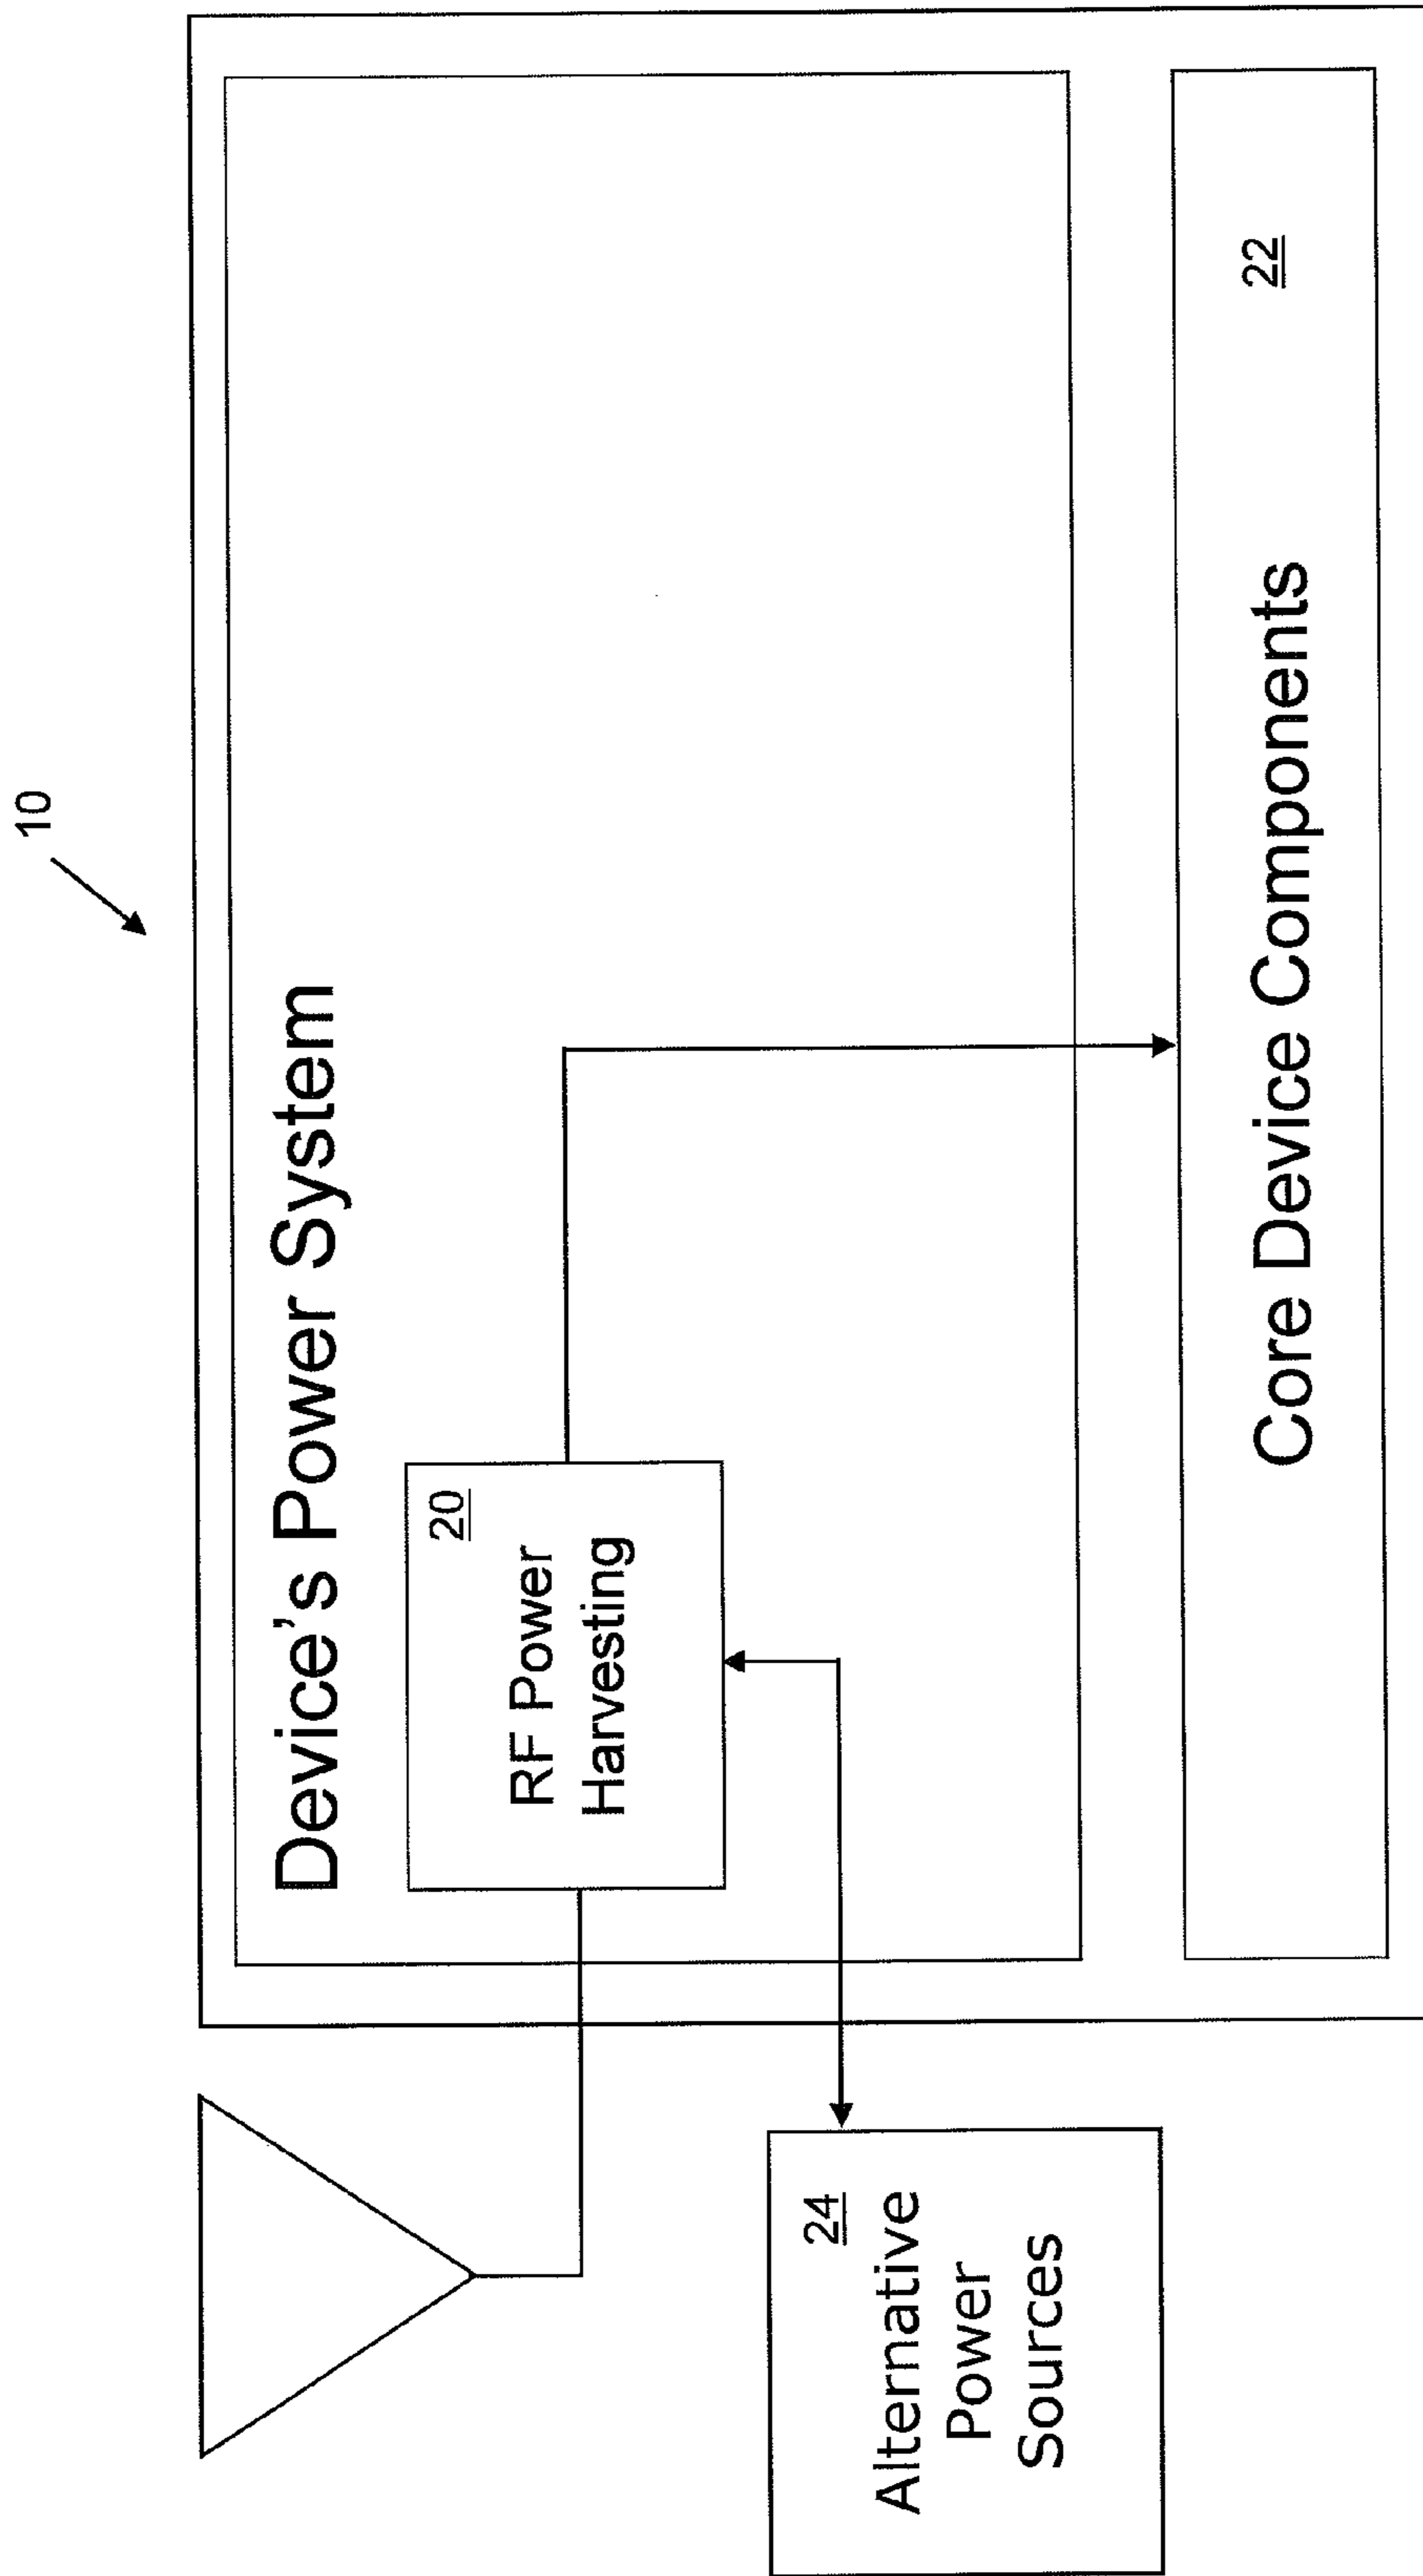 10
Device's Power System
20
RF Power
Harvesting
24
Alternative
Power
Sources
22
Core Device Components